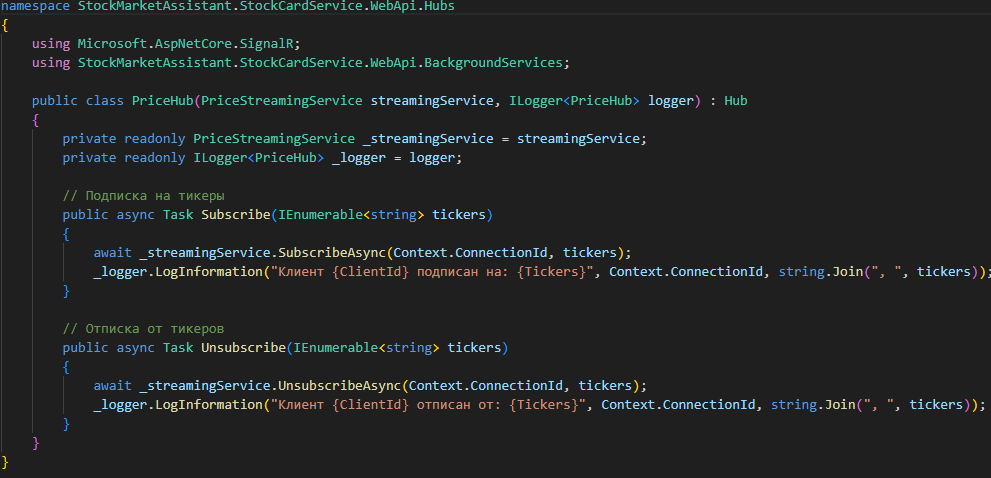 namespace StockMarketAssistant.StockCardService.WebApi.Hubs
{
    using Microsoft.AspNetCore.SignalR;
    using StockMarketAssistant.StockCardService.WebApi.BackgroundServices;
    public class PriceHub(PriceStreamingService streamingService, ILogger<PriceHub> logger) : Hub
    {
        private readonly PriceStreamingService _streamingService = streamingService;
        private readonly ILogger<PriceHub> _logger = logger;
        // Подписка на тикеры
        public async Task Subscribe(IEnumerable<string> tickers)
        {
            await _streamingService.SubscribeAsync(Context.ConnectionId, tickers);
            _logger.LogInformation("Клиент {ClientId} подписан на: {Tickers}", Context.ConnectionId, string.Join(", ", tickers));
        }
        // Отписка от тикеров
        public async Task Unsubscribe(IEnumerable<string> tickers)
        {
            await _streamingService.UnsubscribeAsync(Context.ConnectionId, tickers);
            _logger.LogInformation("Клиент {ClientId} отписан от: {Tickers}", Context.ConnectionId, string.Join(", ", tickers));
        }
    }
}